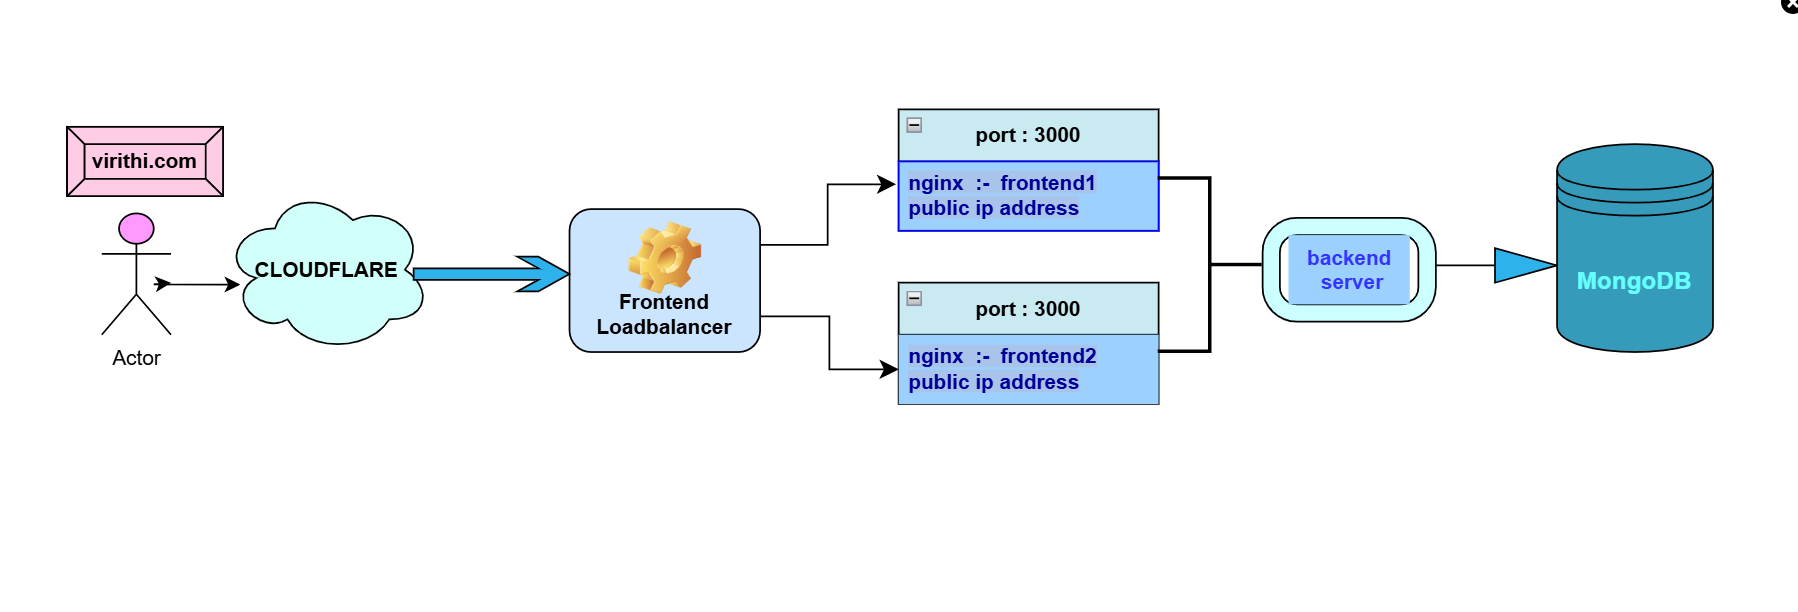 virithi.com
Actor
CLOUDFLARE
Frontend
Loadbalancer
port : 3000
nginx :- frontend1
public ip address
port : 3000
nginx :- frontend2
public ip address
backend
server
MongoDB